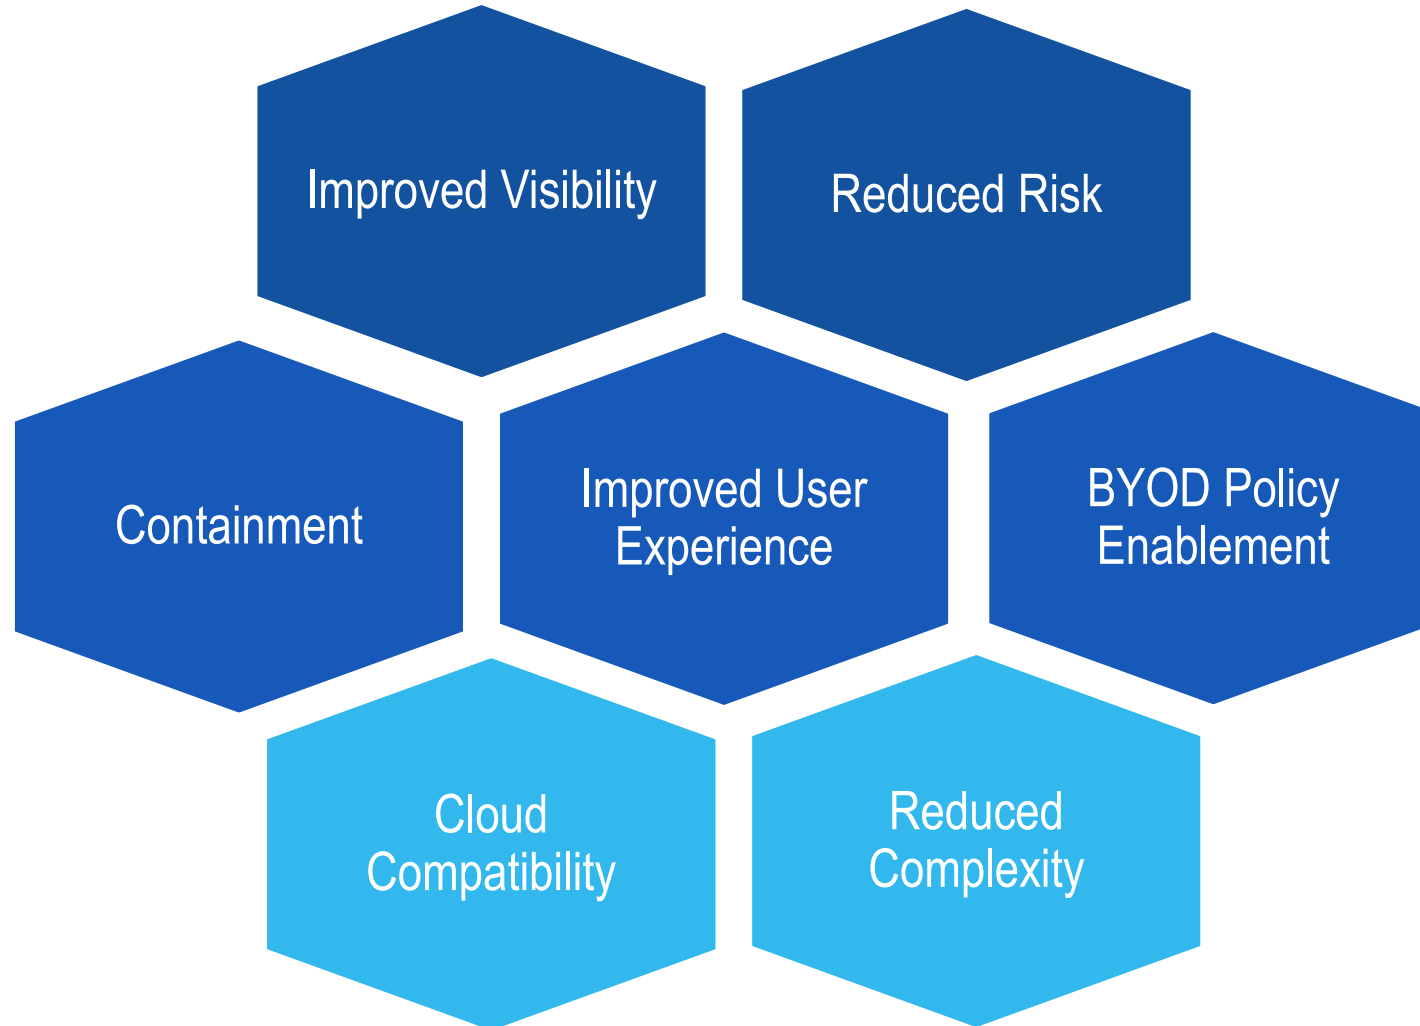 Improved Visibility
Reduced Risk
Containment
Improved User
Experience
BYOD Policy
Enablement
Cloud
Compatibility
Reduced
Complexity